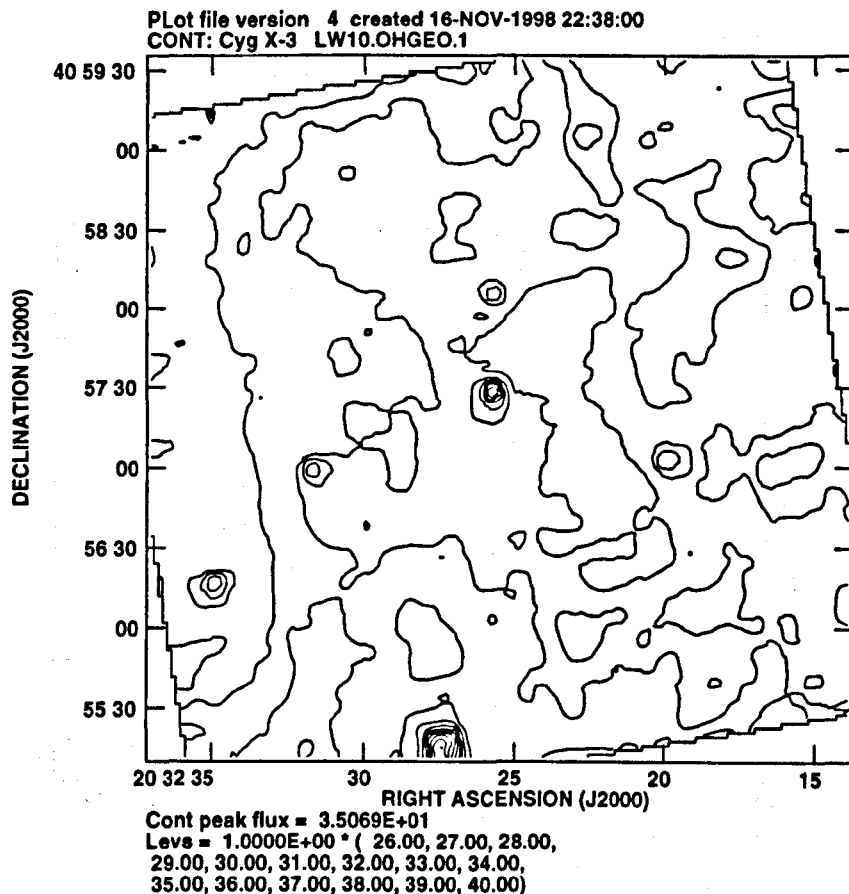 PLot file version 4 created 16-NOV-1998 22:38:00
CONT: Cyg X-3 LW10.OHGEO.1
40 59 30
00
58 30
00
57 30
00
56 30
00
55 30
DECLINATION (J2000)
20 32 35 30 25 20 15
RIGHT ASCENSION (J2000)
Cont peak flux = 3.5069E+01
Levs = 1.0000E+00 * ( 26.00, 27.00, 28.00,
29.00, 30.00, 31.00, 32.00, 33.00, 34.00,
35.00, 36.00, 37.00, 38.00, 39.00, 40.00)